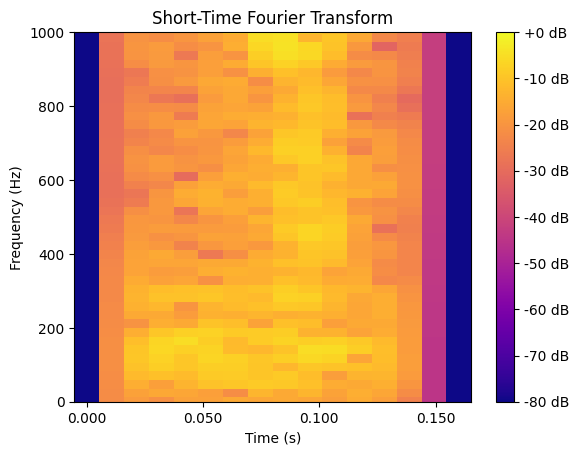 Short-Time Fourier Transform
1000
800
600
400
200
0
Frequency (Hz)
0.000
0.050
0.100
0.150
Time (s)
+0 dB
-10 dB
-20 dB
-30 dB
-40 dB
-50 dB
-60 dB
-70 dB
-80 dB